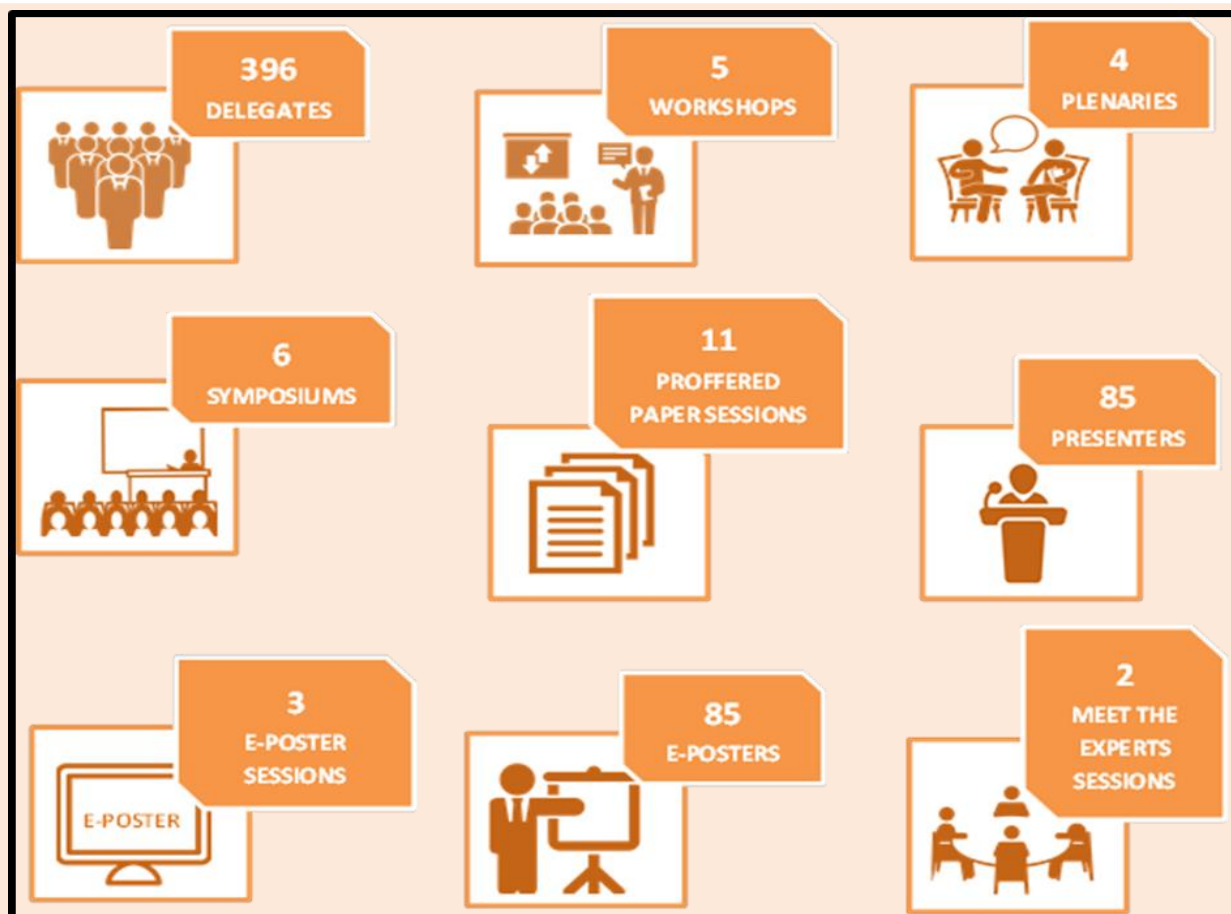 396
DELEGATES
5
WORKSHOPS
4
PLENARIES
6
SYMPOSIUMS
11
PROFFERED
PAPER SESSIONS
85
PRESENTERS
3
E-POSTER
SESSIONS
E-POSTER
85
E-POSTERS
2
MEET THE
EXPERTS
SESSIONS